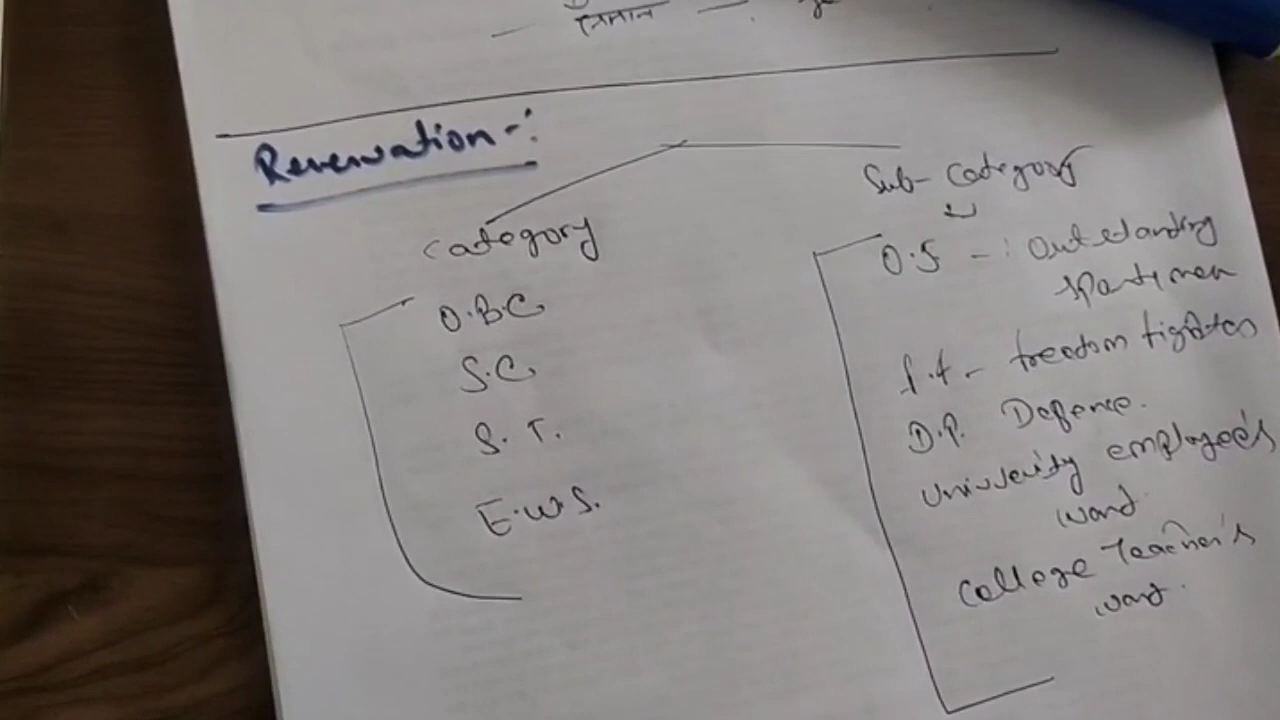 Reservation -:
Category
O.B.C.
S.C.
S.T.
E.W.S.
Sub-Category
O.S -: Outstanding
Sportsmen
f.f - freedom fighters
D.P. Defence.
University employee's
ward
College Teacher's
ward.